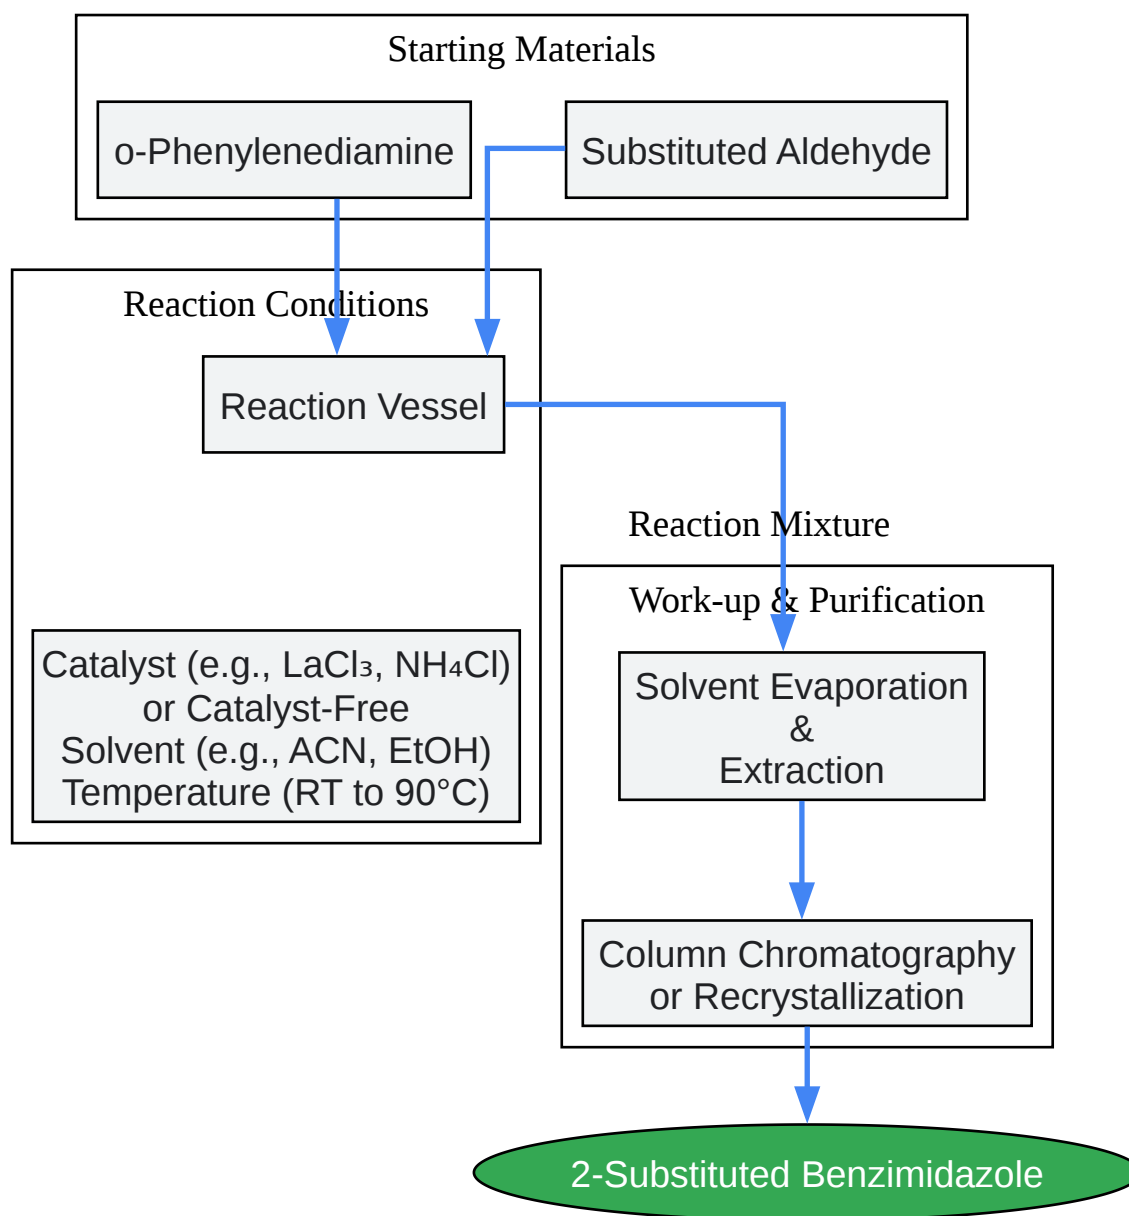 Starting Materials
o-Phenylenediamine
Substituted Aldehyde
Reaction Conditions
Reaction Vessel
Reaction Mixture
Work-up & Purification
Catalyst (e.g., LaCl₃, NH₄Cl)
or Catalyst-Free
Solvent (e.g., ACN, EtOH)
Temperature (RT to 90°C)
Solvent Evaporation
&
Extraction
Column Chromatography
or Recrystallization
2-Substituted Benzimidazole